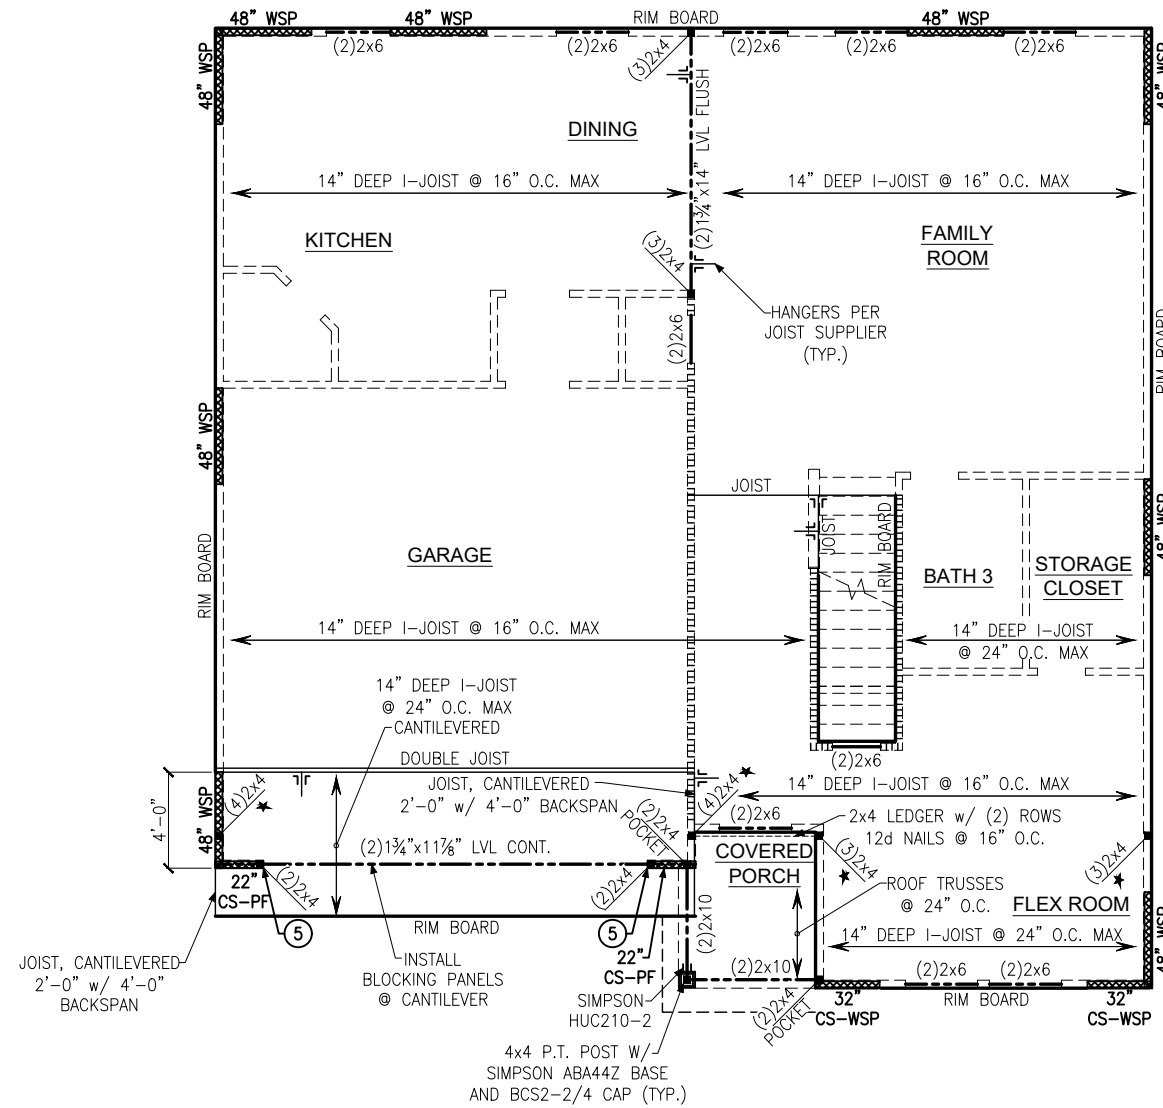 48" WSP
48" WSP
RIM BOARD
48" WSP
(2)2x6
(2)2x6
(2)2x6
(2)2x6
(2)2x6
48" WSP
(3)2x4
48" WSP
DINING
(2)1¾"x14" LVL FLUSH
14" DEEP I-JOIST @ 16" O.C. MAX
14" DEEP I-JOIST @ 16" O.C. MAX
KITCHEN
FAMILY
ROOM
(3)2x4
HANGERS PER
JOIST SUPPLIER
(TYP.)
(2)2x6
RIM BOARD
48" WSP
JOIST
JOIST
RIM BOARD
48" WSP
GARAGE
BATH 3
STORAGE
CLOSET
RIM BOARD
14" DEEP I-JOIST @ 16" O.C. MAX
14" DEEP I-JOIST
@ 24" O.C. MAX
14" DEEP I-JOIST
@ 24" O.C. MAX
CANTILEVERED
DOUBLE JOIST
(2)2x6
4'-0"
48" WSP
(4)2x4
JOIST, CANTILEVERED
2'-0" w/ 4'-0" BACKSPAN
(4)2x4
14" DEEP I-JOIST @ 16" O.C. MAX
(2)2x6
2x4 LEDGER w/ (2) ROWS
12d NAILS @ 16" O.C.
(2)2x4
POCKET
(2)1¾"x11⅞" LVL CONT.
COVERED
PORCH
(3)2x4
(3)2x4
22"
CS-PF
(2)2x4
(2)2x4
ROOF TRUSSES
@ 24" O.C.
FLEX ROOM
(2)2x10
5
5
RIM BOARD
14" DEEP I-JOIST @ 24" O.C. MAX
48" WSP
JOIST, CANTILEVERED
2'-0" w/ 4'-0"
BACKSPAN
INSTALL
BLOCKING PANELS
@ CANTILEVER
22"
CS-PF
(2)2x10
(2)2x6
(2)2x6
SIMPSON
HUC210-2
(2)2x4
POCKET
32"
CS-WSP
RIM BOARD
32"
CS-WSP
4x4 P.T. POST W/
SIMPSON ABA44Z BASE
AND BCS2-2/4 CAP (TYP.)